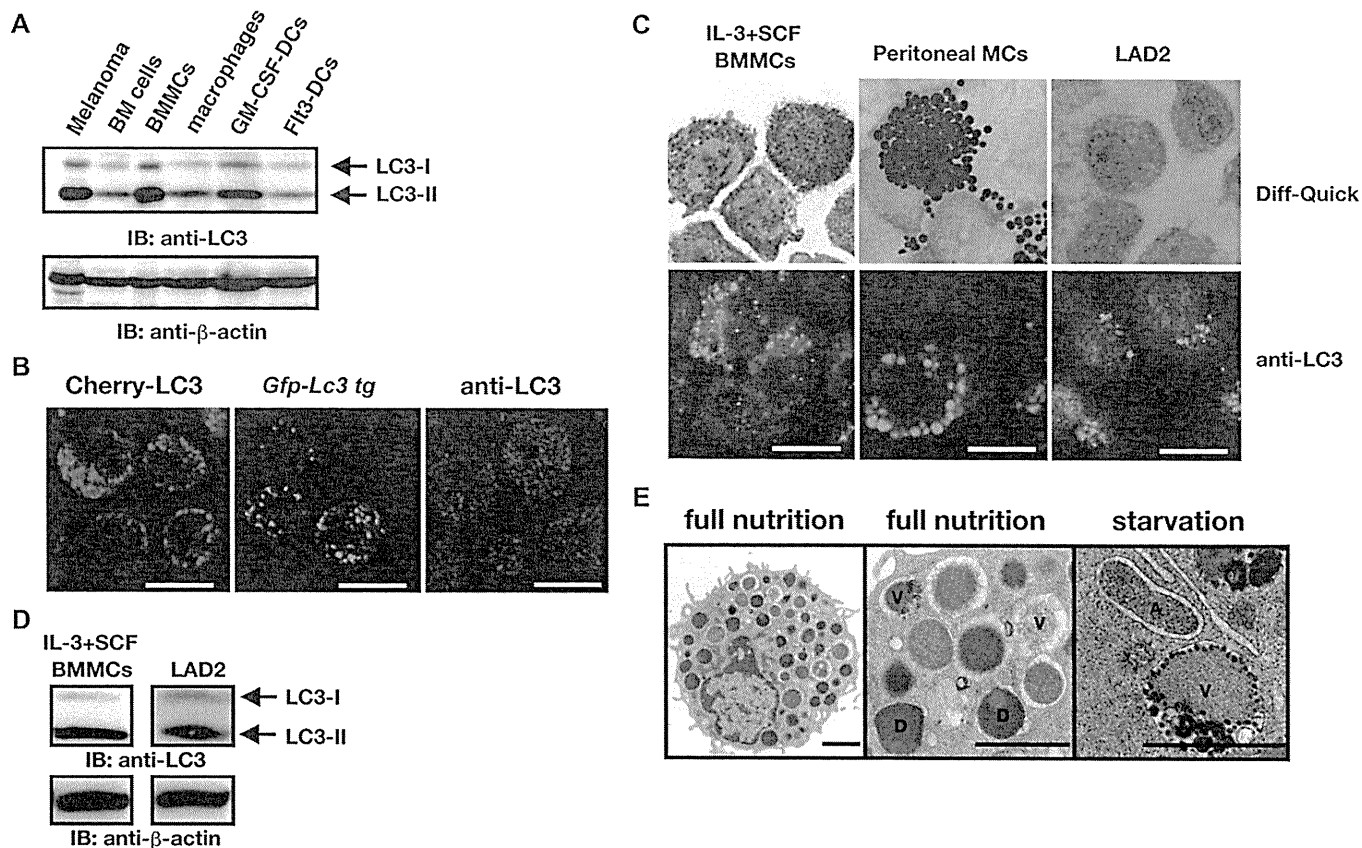 A
Melanoma
BM cells
BMMCs
macrophages
GM-CSF-DCs
Flt3-DCs
LC3-I
LC3-II
IB: anti-LC3
IB: anti-β-actin
B
Cherry-LC3
Gfp-Lc3 tg
anti-LC3
C
IL-3+SCF
BMMCs
Peritoneal MCs
LAD2
Diff-Quick
anti-LC3
D
IL-3+SCF
BMMCs
LAD2
LC3-I
LC3-II
IB: anti-LC3
IB: anti-β-actin
E
full nutrition
full nutrition
starvation
V
V
D
D
A
V